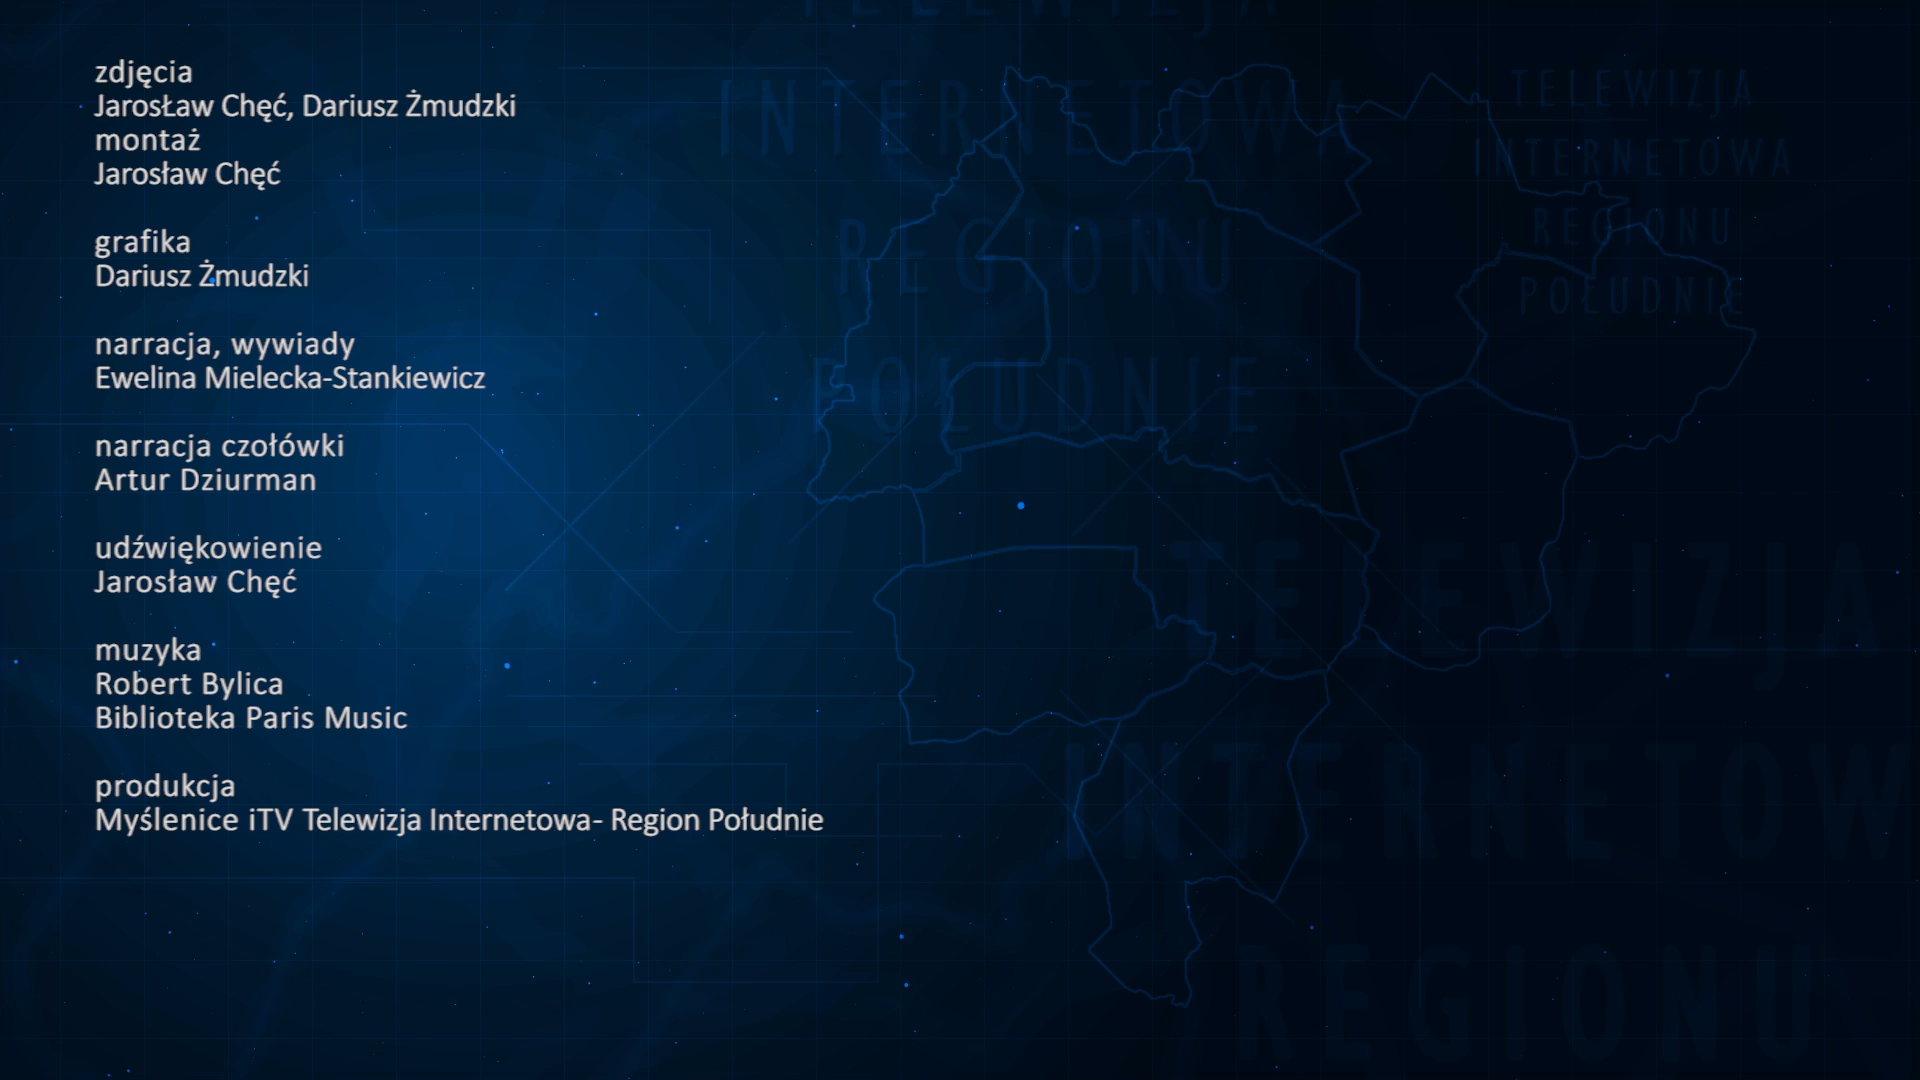 zdjęcia
JarosŁaw Chęć, Dariusz Żmudzki
montaż
Jarosław Chęć
grafika
Dariusz Żmudzki
narracja, wywiady
Ewelina Mielecka-Stankiewicz
narracja czołówki
Artur Dziurman
udźwiękowienie
Jarosław Chęć
muzyka
Robert Bylica
Biblioteka Paris Music
produkcja
Myślenice iTV Telewizja Internetowa- Region Południe
TELEWIZJA
INTERNETOWA
REGIONU
POŁUDNIE
TELEWIZJA
INTERNETOWA
REGIONU
POŁUDNIE
TELEWIZJA
INTERNETOW
REGIONU